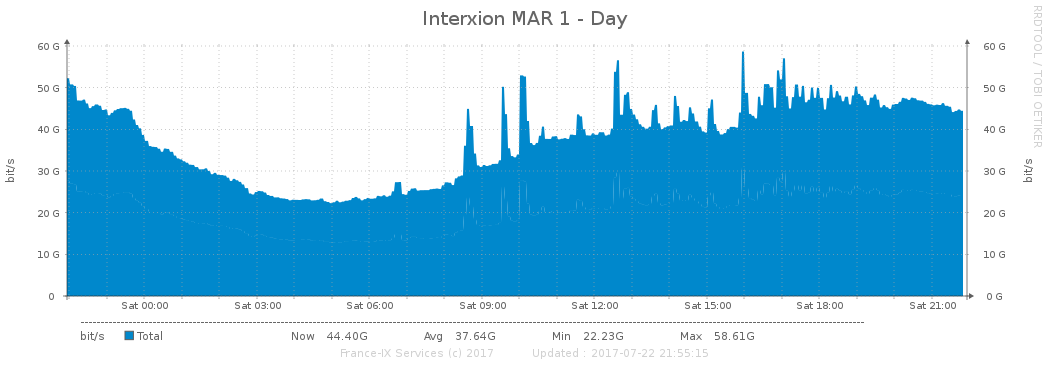 Interxion MAR 1 - Day
RRDTOOL / TOBI OETIKER
bit/s
60 G
50 G
40 G
30 G
20 G
10 G
0
60 G
50 G
40 G
30 G
20 G
10 G
0 G
bit/s
Sat 00:00 Sat 03:00 Sat 06:00 Sat 09:00 Sat 12:00 Sat 15:00 Sat 18:00 Sat 21:00
bit/s Total Now 44.40G Avg 37.64G Min 22.23G Max 58.61G
France-IX Services (c) 2017 Updated : 2017-07-22 21:55:15